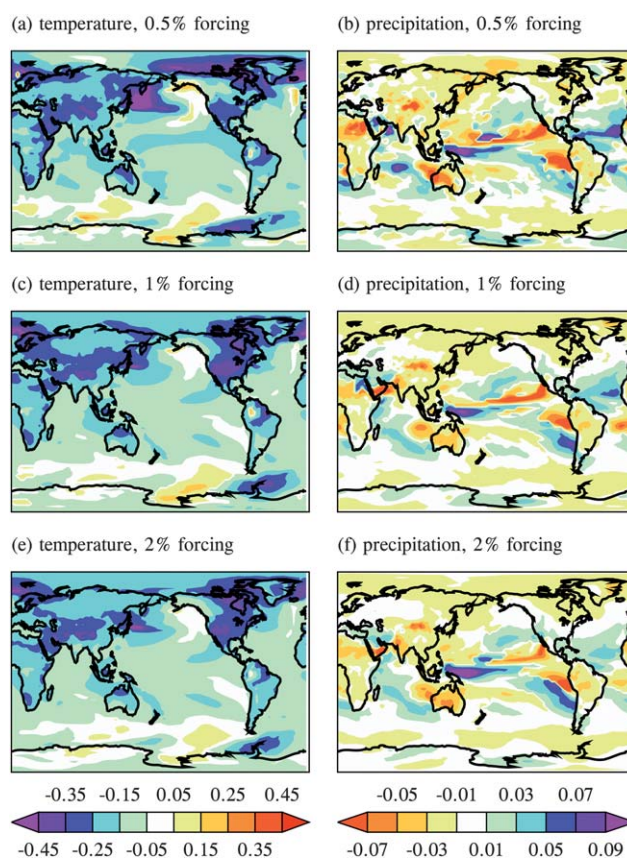 (a) temperature, 0.5% forcing
(b) precipitation, 0.5% forcing
(c) temperature, 1% forcing
(d) precipitation, 1% forcing
(e) temperature, 2% forcing
(f) precipitation, 2% forcing
-0.35 -0.15 0.05 0.25 0.45
-0.45 -0.25 -0.05 0.15 0.35
-0.05 -0.01 0.03 0.07
-0.07 -0.03 0.01 0.05 0.09